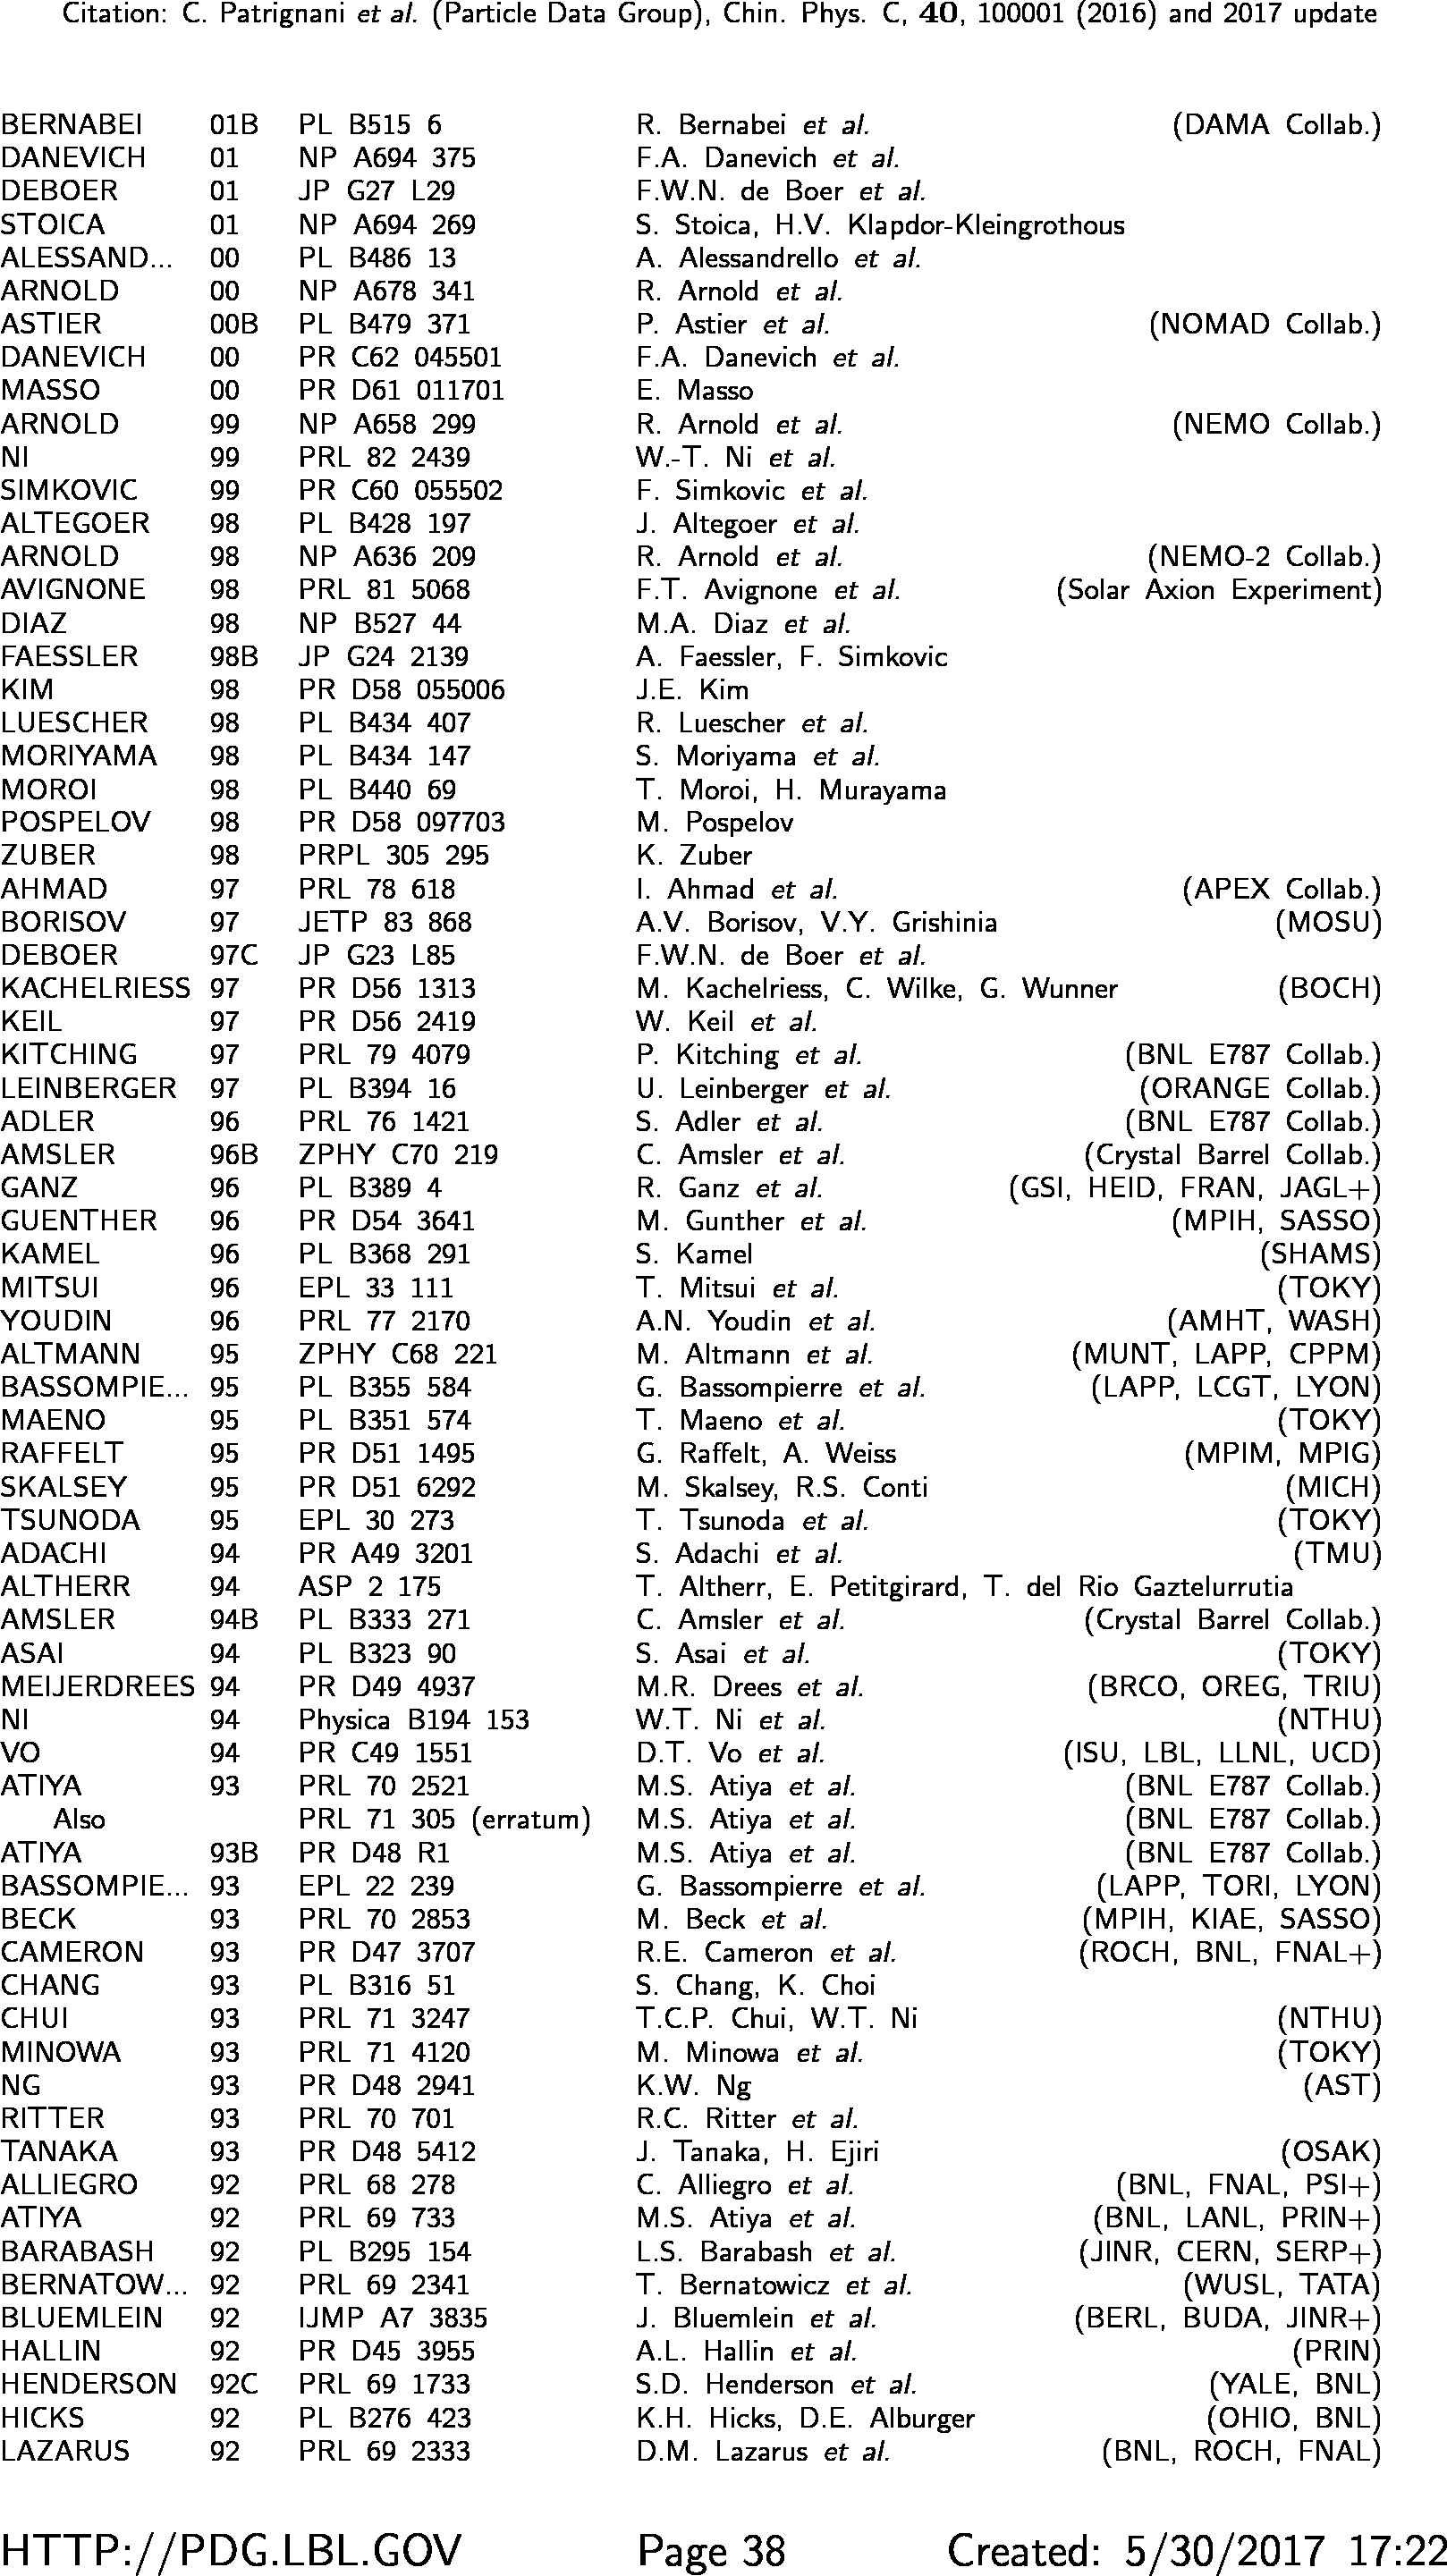 Citation: C. Patrignani et al. (Particle Data Group), Chin. Phys. C, 40, 100001 (2016) and 2017 update
BERNABEI 01B PL B515 6 R. Bernabei et al. (DAMA Collab.)
DANEVICH 01 NP A694 375 F.A. Danevich et al.
DEBOER 01 JP G27 L29 F.W.N. de Boer et al.
STOICA 01 NP A694 269 S. Stoica, H.V. Klapdor-Kleingrothous
ALESSAND... 00 PL B486 13 A. Alessandrello et al.
ARNOLD 00 NP A678 341 R. Arnold et al.
ASTIER 00B PL B479 371 P. Astier et al. (NOMAD Collab.)
DANEVICH 00 PR C62 045501 F.A. Danevich et al.
MASSO 00 PR D61 011701 E. Masso
ARNOLD 99 NP A658 299 R. Arnold et al. (NEMO Collab.)
NI 99 PRL 82 2439 W.-T. Ni et al.
SIMKOVIC 99 PR C60 055502 F. Simkovic et al.
ALTEGOER 98 PL B428 197 J. Altegoer et al.
ARNOLD 98 NP A636 209 R. Arnold et al. (NEMO-2 Collab.)
AVIGNONE 98 PRL 81 5068 F.T. Avignone et al. (Solar Axion Experiment)
DIAZ 98 NP B527 44 M.A. Diaz et al.
FAESSLER 98B JP G24 2139 A. Faessler, F. Simkovic
KIM 98 PR D58 055006 J.E. Kim
LUESCHER 98 PL B434 407 R. Luescher et al.
MORIYAMA 98 PL B434 147 S. Moriyama et al.
MOROI 98 PL B440 69 T. Moroi, H. Murayama
POSPELOV 98 PR D58 097703 M. Pospelov
ZUBER 98 PRPL 305 295 K. Zuber
AHMAD 97 PRL 78 618 I. Ahmad et al. (APEX Collab.)
BORISOV 97 JETP 83 868 A.V. Borisov, V.Y. Grishinia (MOSU)
DEBOER 97C JP G23 L85 F.W.N. de Boer et al.
KACHELRIESS 97 PR D56 1313 M. Kachelriess, C. Wilke, G. Wunner (BOCH)
KEIL 97 PR D56 2419 W. Keil et al.
KITCHING 97 PRL 79 4079 P. Kitching et al. (BNL E787 Collab.)
LEINBERGER 97 PL B394 16 U. Leinberger et al. (ORANGE Collab.)
ADLER 96 PRL 76 1421 S. Adler et al. (BNL E787 Collab.)
AMSLER 96B ZPHY C70 219 C. Amsler et al. (Crystal Barrel Collab.)
GANZ 96 PL B389 4 R. Ganz et al. (GSI, HEID, FRAN, JAGL+)
GUENTHER 96 PR D54 3641 M. Gunther et al. (MPIH, SASSO)
KAMEL 96 PL B368 291 S. Kamel (SHAMS)
MITSUI 96 EPL 33 111 T. Mitsui et al. (TOKY)
YOUDIN 96 PRL 77 2170 A.N. Youdin et al. (AMHT, WASH)
ALTMANN 95 ZPHY C68 221 M. Altmann et al. (MUNT, LAPP, CPPM)
BASSOMPIE... 95 PL B355 584 G. Bassompierre et al. (LAPP, LCGT, LYON)
MAENO 95 PL B351 574 T. Maeno et al. (TOKY)
RAFFELT 95 PR D51 1495 G. Raffelt, A. Weiss (MPIM, MPIG)
SKALSEY 95 PR D51 6292 M. Skalsey, R.S. Conti (MICH)
TSUNODA 95 EPL 30 273 T. Tsunoda et al. (TOKY)
ADACHI 94 PR A49 3201 S. Adachi et al. (TMU)
ALTHERR 94 ASP 2 175 T. Altherr, E. Petitgirard, T. del Rio Gaztelurrutia
AMSLER 94B PL B333 271 C. Amsler et al. (Crystal Barrel Collab.)
ASAI 94 PL B323 90 S. Asai et al. (TOKY)
MEIJERDREES 94 PR D49 4937 M.R. Drees et al. (BRCO, OREG, TRIU)
NI 94 Physica B194 153 W.T. Ni et al. (NTHU)
VO 94 PR C49 1551 D.T. Vo et al. (ISU, LBL, LLNL, UCD)
ATIYA 93 PRL 70 2521 M.S. Atiya et al. (BNL E787 Collab.)
Also PRL 71 305 (erratum) M.S. Atiya et al. (BNL E787 Collab.)
ATIYA 93B PR D48 R1 M.S. Atiya et al. (BNL E787 Collab.)
BASSOMPIE... 93 EPL 22 239 G. Bassompierre et al. (LAPP, TORI, LYON)
BECK 93 PRL 70 2853 M. Beck et al. (MPIH, KIAE, SASSO)
CAMERON 93 PR D47 3707 R.E. Cameron et al. (ROCH, BNL, FNAL+)
CHANG 93 PL B316 51 S. Chang, K. Choi
CHUI 93 PRL 71 3247 T.C.P. Chui, W.T. Ni (NTHU)
MINOWA 93 PRL 71 4120 M. Minowa et al. (TOKY)
NG 93 PR D48 2941 K.W. Ng (AST)
RITTER 93 PRL 70 701 R.C. Ritter et al.
TANAKA 93 PR D48 5412 J. Tanaka, H. Ejiri (OSAK)
ALLIEGRO 92 PRL 68 278 C. Alliegro et al. (BNL, FNAL, PSI+)
ATIYA 92 PRL 69 733 M.S. Atiya et al. (BNL, LANL, PRIN+)
BARABASH 92 PL B295 154 L.S. Barabash et al. (JINR, CERN, SERP+)
BERNATOW... 92 PRL 69 2341 T. Bernatowicz et al. (WUSL, TATA)
BLUEMLEIN 92 IJMP A7 3835 J. Bluemlein et al. (BERL, BUDA, JINR+)
HALLIN 92 PR D45 3955 A.L. Hallin et al. (PRIN)
HENDERSON 92C PRL 69 1733 S.D. Henderson et al. (YALE, BNL)
HICKS 92 PL B276 423 K.H. Hicks, D.E. Alburger (OHIO, BNL)
LAZARUS 92 PRL 69 2333 D.M. Lazarus et al. (BNL, ROCH, FNAL)
HTTP://PDG.LBL.GOV Page 38 Created: 5/30/2017 17:22